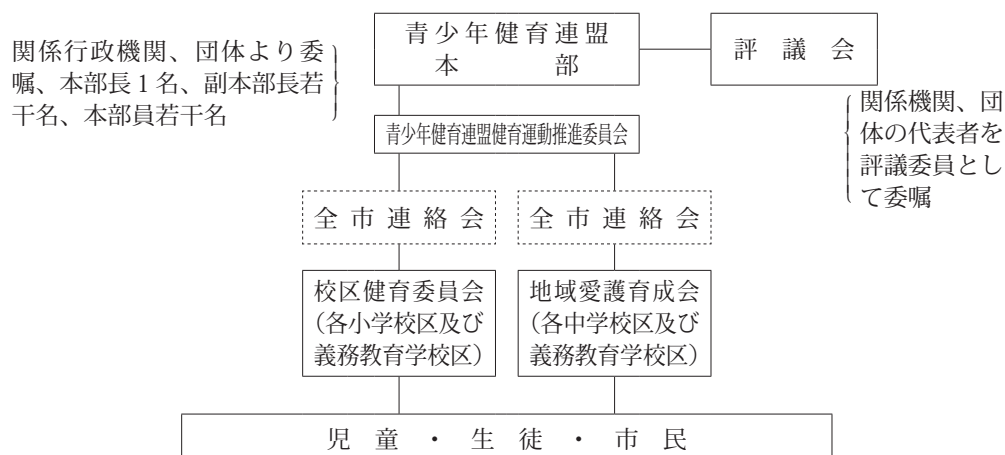 関係行政機関、団体より委
嘱、本部長1名、副本部長若
干名、本部員若干名
青少年健育連盟
本部
評議会
関係機関、団
体の代表者を
評議委員とし
て委嘱
青少年健育連盟健育運動推進委員会
全市連絡会
全市連絡会
校区健育委員会
（各小学校区及び
義務教育学校区）
地域愛護育成会
（各中学校区及び
義務教育学校区）
児童・生徒・市民